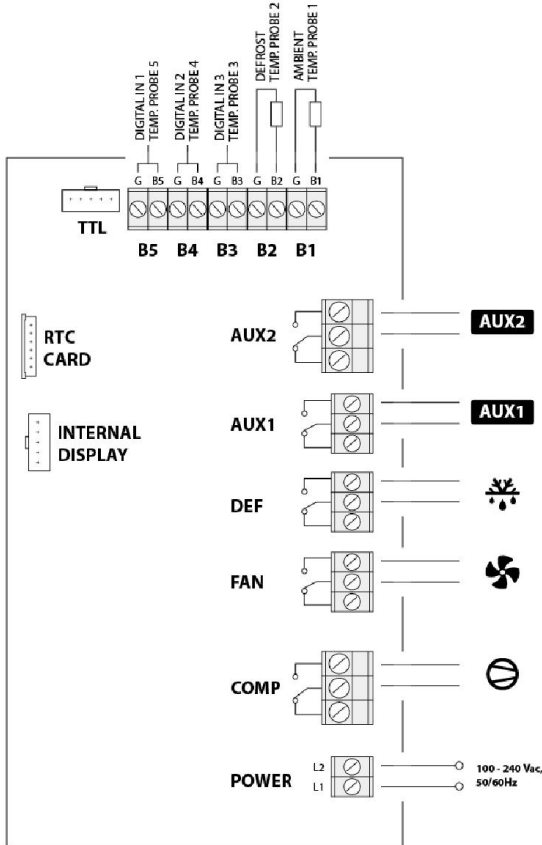 DIGITAL IN 1
TEMP. PROBE 5
DIGITAL IN 2
TEMP. PROBE 4
DIGITAL IN 3
TEMP. PROBE 3
DEFROST
TEMP. PROBE 2
AMBIENT
TEMP. PROBE 1
G B5 G B4 G B3 G B2 G B1
TTL
B5 B4 B3 B2 B1
AUX2
AUX2
RTC
CARD
AUX1
AUX1
INTERNAL
DISPLAY
DEF
FAN
COMP
POWER
L2
L1
100 - 240 Vac,
50/60Hz